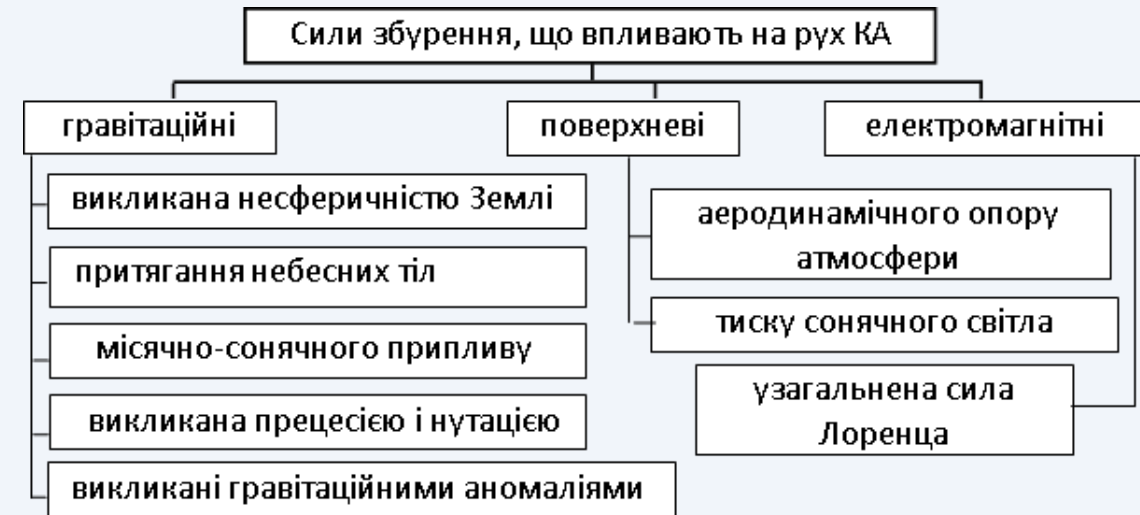 Сили збурення, що впливають на рух КА
гравітаційні
поверхневі
електромагнітні
викликана несферичністю Землі
притягання небесних тіл
місячно-сонячного припливу
викликана прецесією і нутацією
викликані гравітаційними аномаліями
аеродинамічного опору
атмосфери
тиску сонячного світла
узагальнена сила
Лоренца